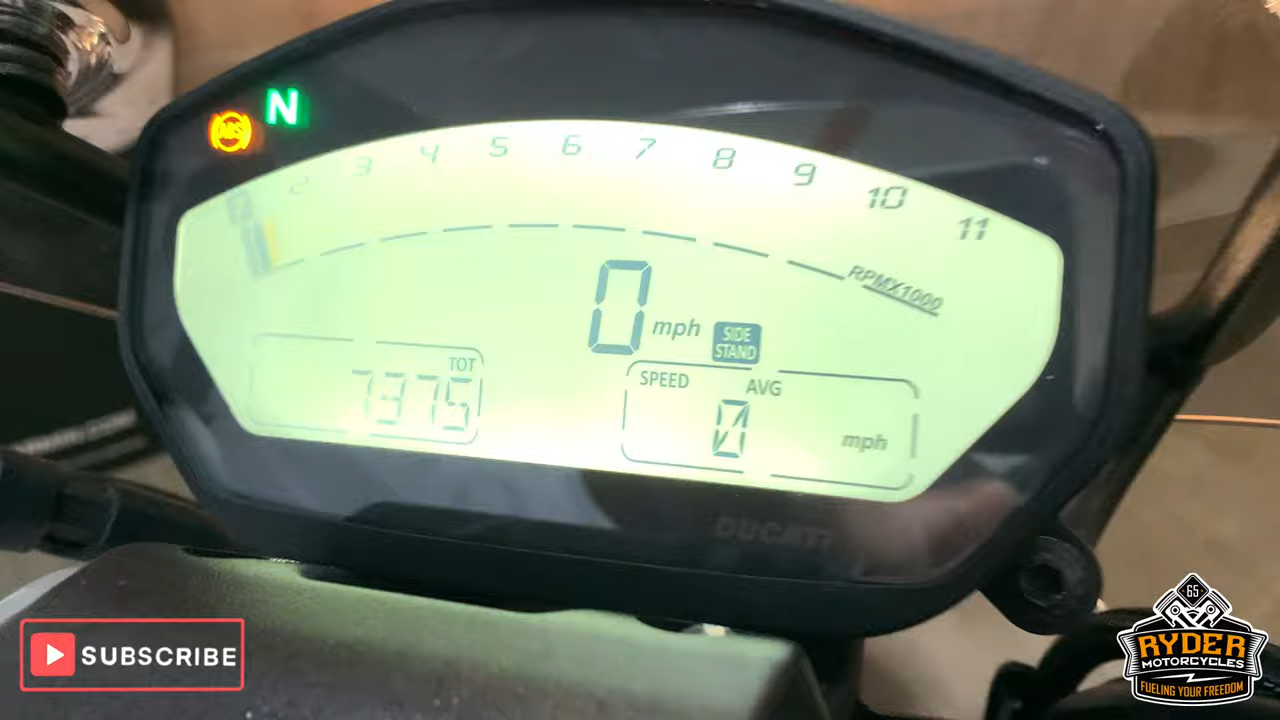 ABS
N
2 3 4 5 6 7 8 9 10 11
RPMX1000
0 mph
SIDE
STAND
TOT
7375
SPEED AVG
0 mph
DUCATI
SUBSCRIBE
65
RYDER
MOTORCYCLES
FUELING YOUR FREEDOM